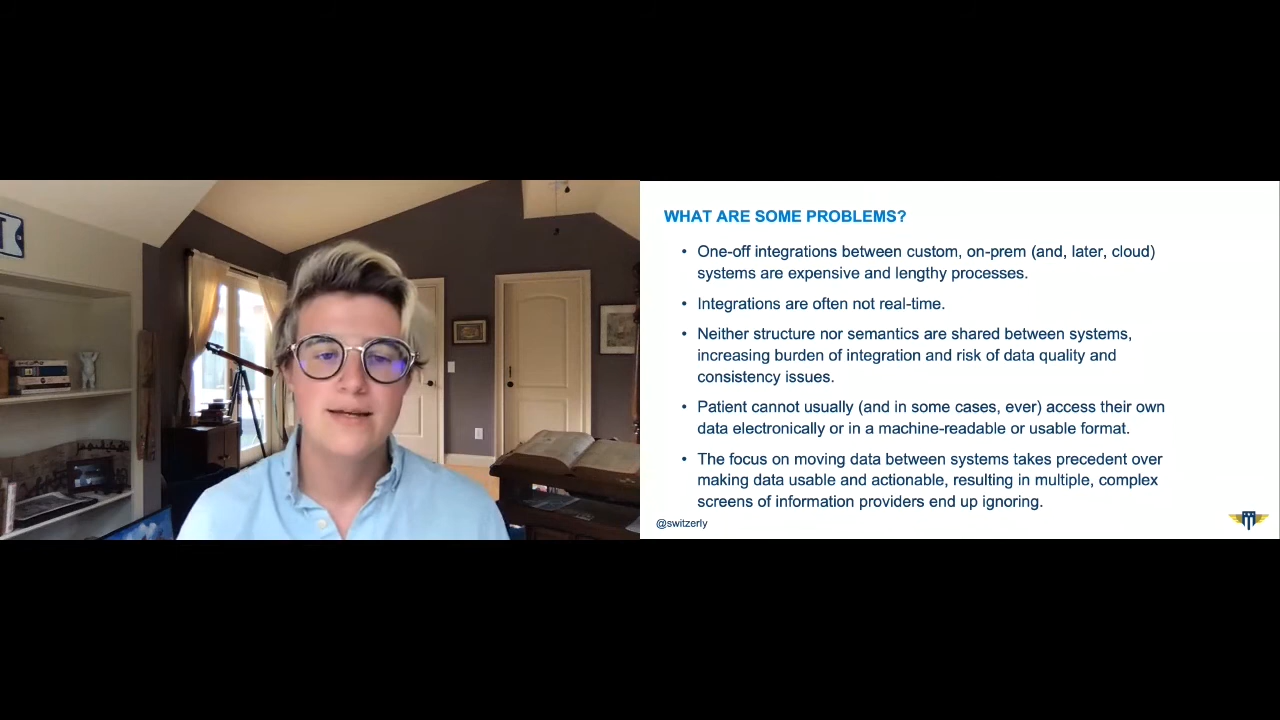 WHAT ARE SOME PROBLEMS?
• One-off integrations between custom, on-prem (and, later, cloud)
systems are expensive and lengthy processes.
• Integrations are often not real-time.
• Neither structure nor semantics are shared between systems,
increasing burden of integration and risk of data quality and
consistency issues.
• Patient cannot usually (and in some cases, ever) access their own
data electronically or in a machine-readable or usable format.
• The focus on moving data between systems takes precedent over
making data usable and actionable, resulting in multiple, complex
screens of information providers end up ignoring.
@switzerly